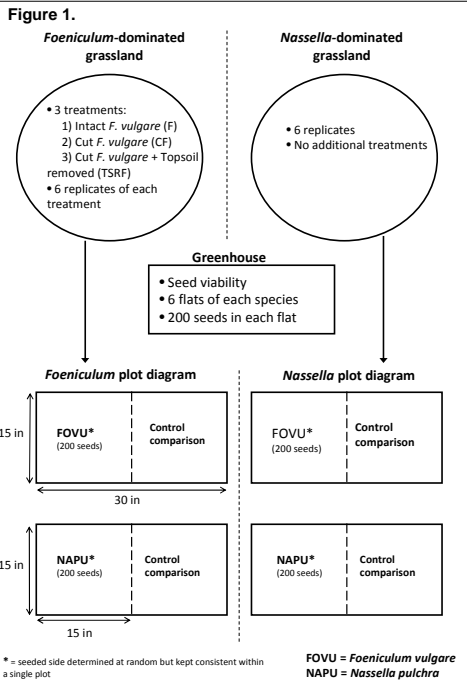 Figure 1.
Foeniculum-dominated
grassland
• 3 treatments:
1) Intact F. vulgare (F)
2) Cut F. vulgare (CF)
3) Cut F. vulgare + Topsoil
removed (TSRF)
• 6 replicates of each
treatment
Nassella-dominated
grassland
• 6 replicates
• No additional treatments
Greenhouse
• Seed viability
• 6 flats of each species
• 200 seeds in each flat
Foeniculum plot diagram
Nassella plot diagram
15 in
FOVU*
(200 seeds)
Control
comparison
30 in
FOVU*
(200 seeds)
Control
comparison
15 in
NAPU*
(200 seeds)
Control
comparison
15 in
NAPU*
(200 seeds)
Control
comparison
* = seeded side determined at random but kept consistent within
a single plot
FOVU = Foeniculum vulgare
NAPU = Nassella pulchra